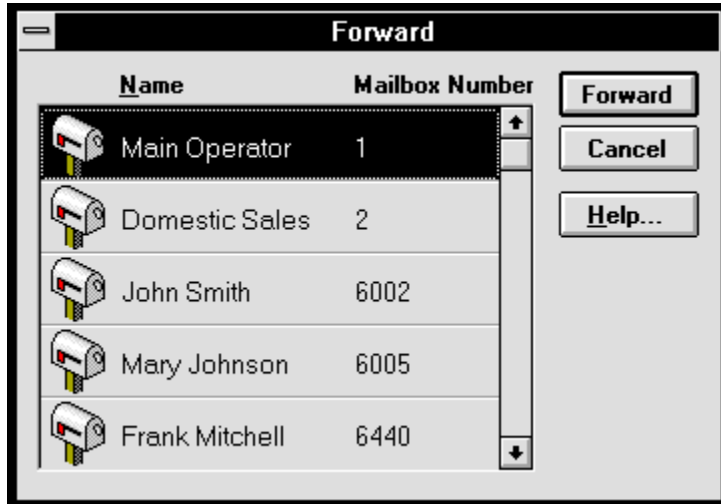 Forward
Name Mailbox Number
Forward
Main Operator 1
Cancel
Domestic Sales 2
Help...
John Smith 6002
Mary Johnson 6005
Frank Mitchell 6440